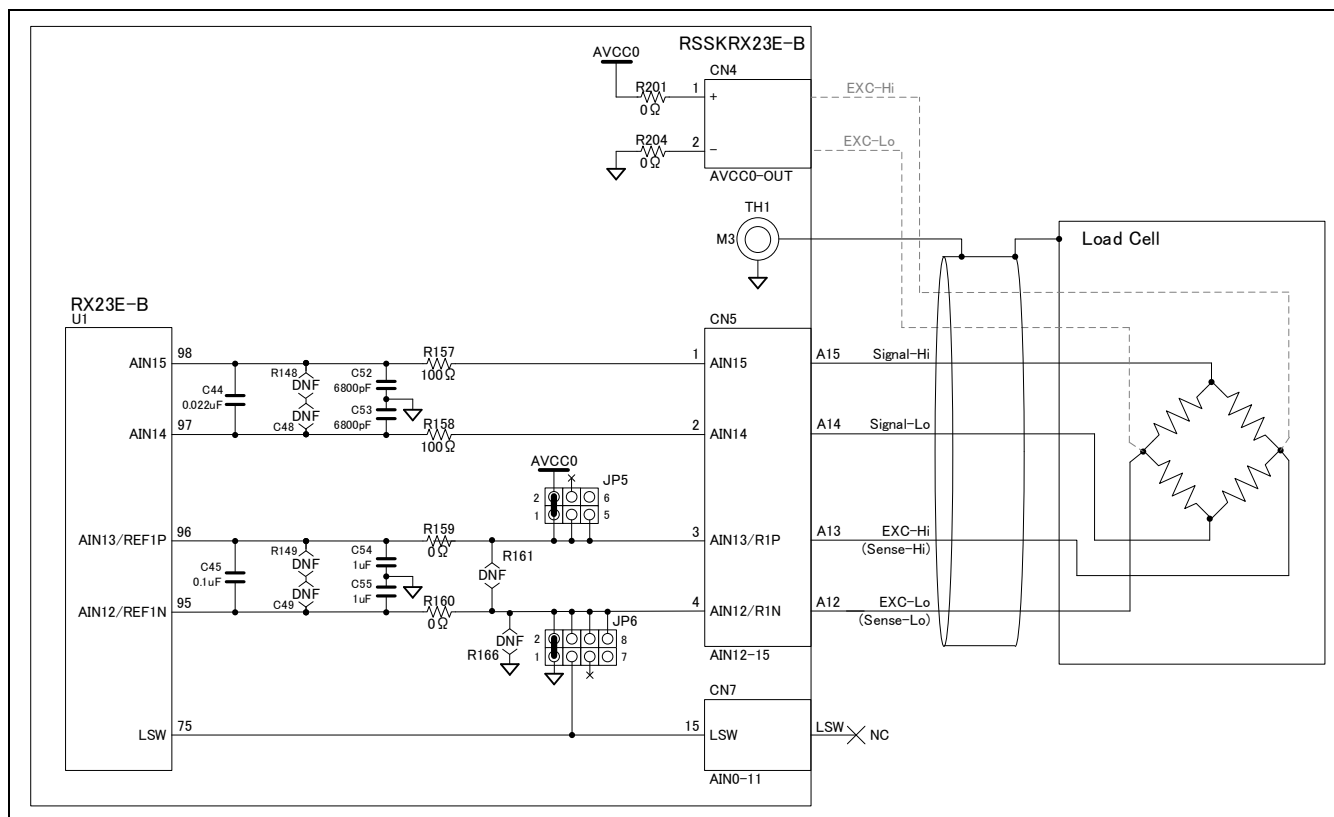 RSSKRX23E-B
AVCC0
CN4
R201
0Ω
1
+
EXC-Hi
R204
0Ω
2
−
EXC-Lo
AVCC0-OUT
TH1
M3
Load Cell
RX23E-B
U1
CN5
AIN15
98
R157
100Ω
1
AIN15
A15
Signal-Hi
C44
0.022uF
R148
DNF
DNF
C48
C52
6800pF
C53
6800pF
AIN14
97
R158
100Ω
2
AIN14
A14
Signal-Lo
AVCC0
JP5
2
6
1
5
AIN13/REF1P
96
R159
0Ω
R161
DNF
3
AIN13/R1P
A13
EXC-Hi
(Sense-Hi)
C45
0.1uF
R149
DNF
DNF
C49
C54
1uF
C55
1uF
AIN12/REF1N
95
R160
0Ω
4
AIN12/R1N
A12
EXC-Lo
(Sense-Lo)
DNF
R166
JP6
2
8
1
7
AIN12-15
CN7
LSW
75
15
LSW
LSW
NC
AIN0-11